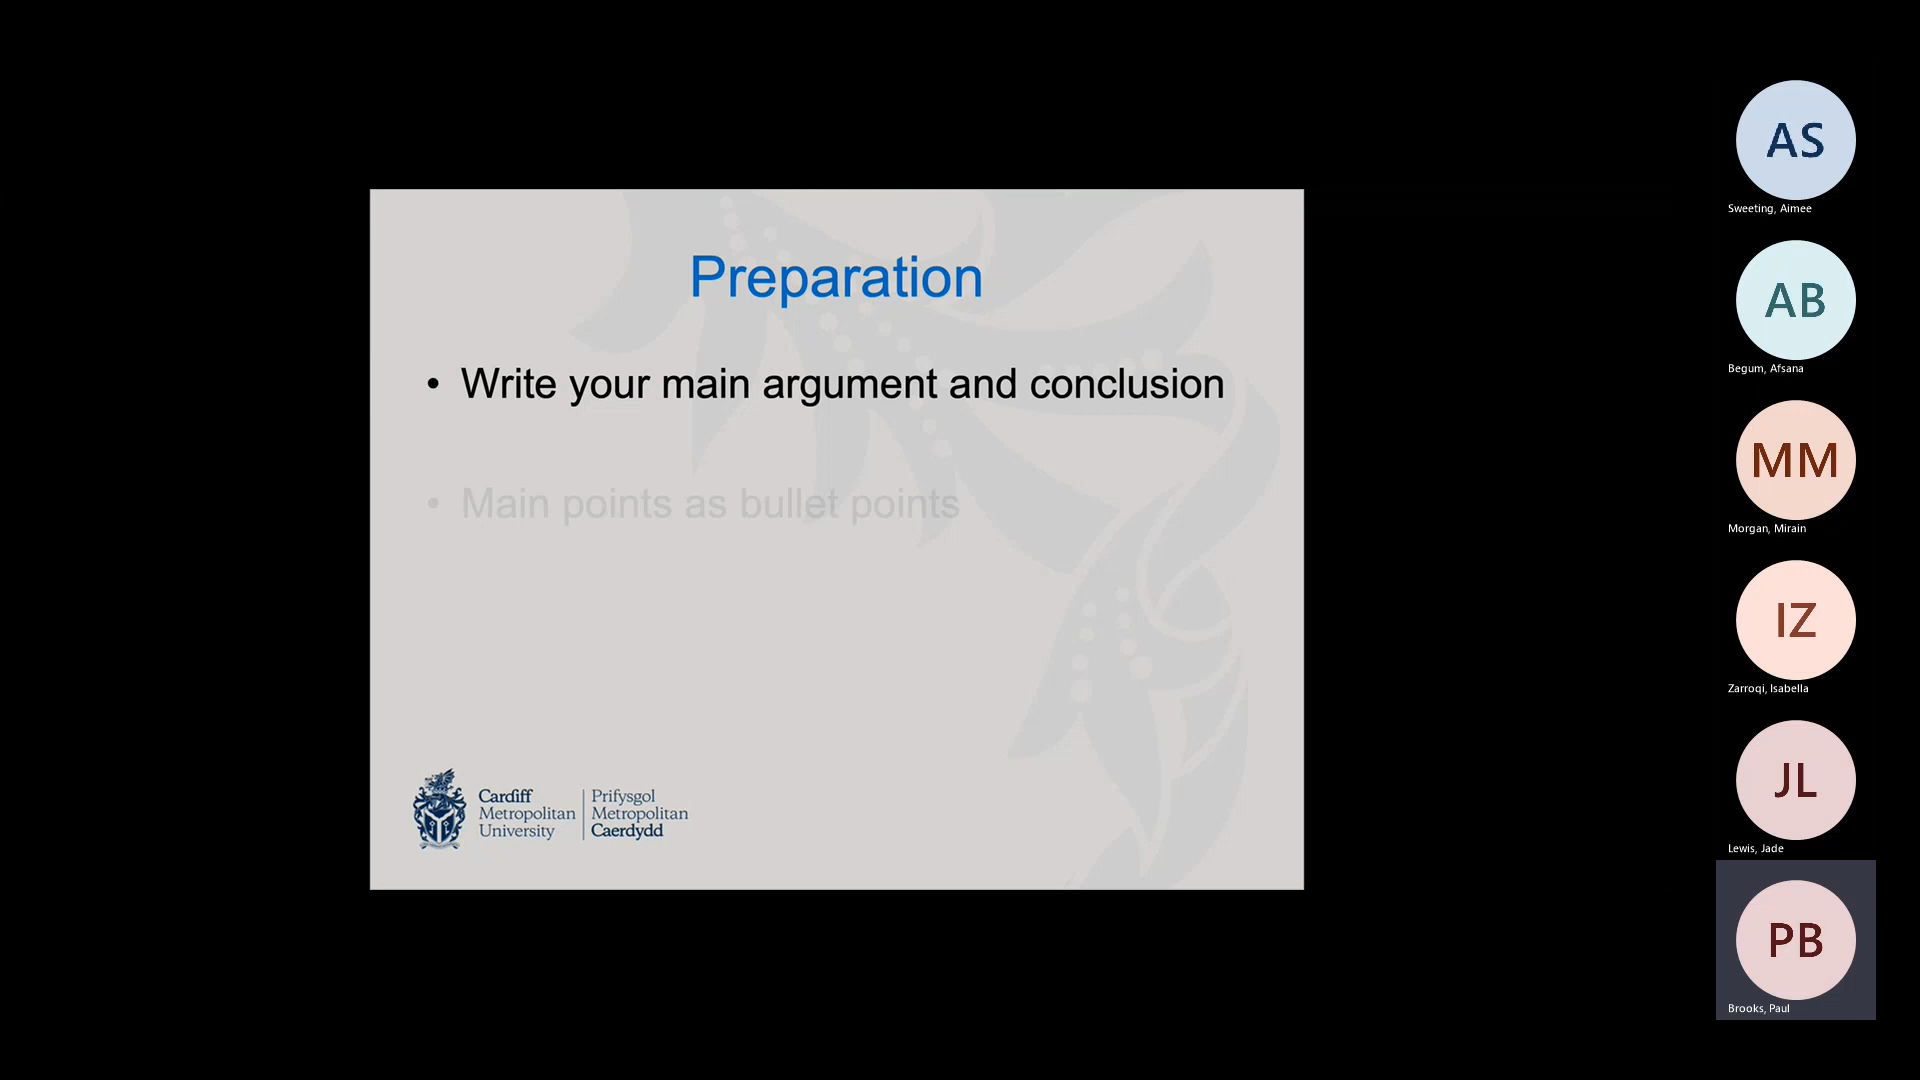 Preparation
• Write your main argument and conclusion
• Main points as bullet points
Cardiff
Metropolitan
University
Prifysgol
Metropolitan
Caerdydd
AS
Sweeting, Aimee
AB
Begum, Afsana
MM
Morgan, Mirain
IZ
Zarroqi, Isabella
JL
Lewis, Jade
PB
Brooks, Paul